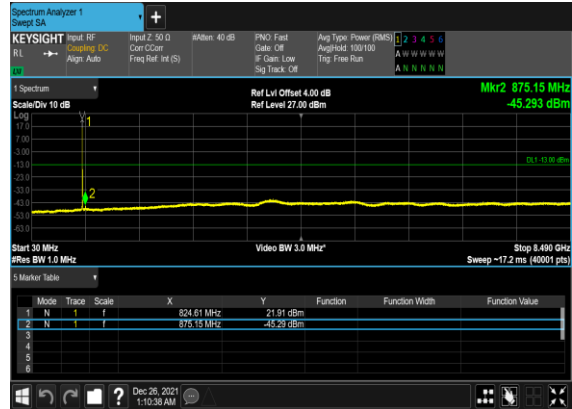 Spectrum Analyzer 1
Swept SA
+
KEYSIGHT Input: RF Input Z: 50 Ω #Atten: 40 dB PNO: Fast Avg Type: Power (RMS) 1 2 3 4 5 6
R L Coupling: DC Corr CCorr Gate: Off Avg|Hold: 100/100 A W W W W W
Align: Auto Freq Ref: Int (S) IF Gain: Low Trig: Free Run
Sig Track: Off A N N N N N
1 Spectrum Ref Lvl Offset 4.00 dB Mkr2 875.15 MHz
Scale/Div 10 dB Ref Level 27.00 dBm -45.293 dBm
Log
17.0
7.00
-3.00
-13.0 DL1 -13.00 dBm
-23.0
-33.0
-43.0
-53.0
-63.0
1
2
Start 30 MHz Video BW 3.0 MHz* Stop 8.490 GHz
#Res BW 1.0 MHz Sweep ~17.2 ms (40001 pts)
5 Marker Table
Mode Trace Scale X Y Function Function Width Function Value
1 N 1 f 824.61 MHz 21.91 dBm
2 N 1 f 875.15 MHz -45.29 dBm
3
4
5
6
? Dec 26, 2021
1:10:38 AM